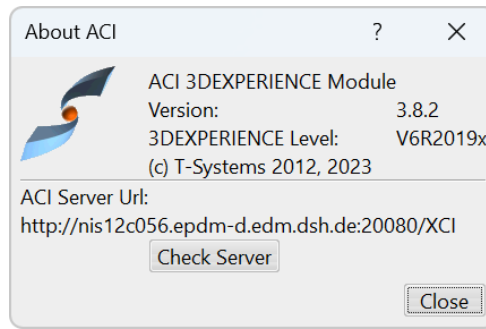 About ACI ? ×
ACI 3DEXPERIENCE Module
Version: 3.8.2
3DEXPERIENCE Level: V6R2019x
(c) T-Systems 2012, 2023
ACI Server Url:
http://nis12c056.epdm-d.edm.dsh.de:20080/XCI
Check Server
Close